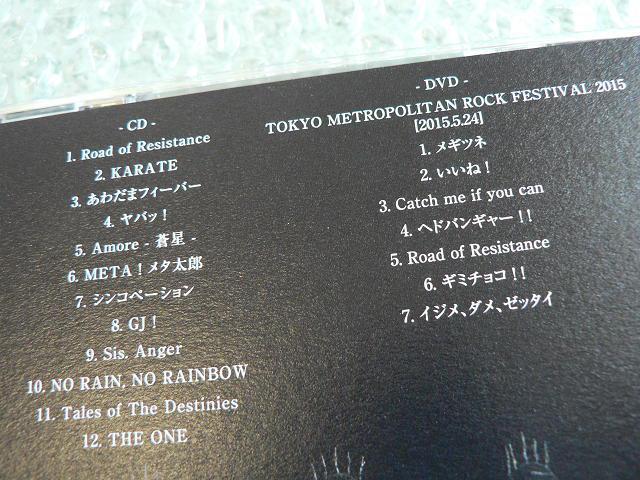 - CD -
1. Road of Resistance
2. KARATE
3. あわだまフィーバー
4. ヤバッ！
5. Amore - 蒼星 -
6. META！メタ太郎
7. シンコペーション
8. GJ！
9. Sis. Anger
10. NO RAIN, NO RAINBOW
11. Tales of The Destinies
12. THE ONE
- DVD -
TOKYO METROPOLITAN ROCK FESTIVAL 2015
[2015.5.24]
1. メギツネ
2. いいね！
3. Catch me if you can
4. ヘドバンギャー！！
5. Road of Resistance
6. ギミチョコ！！
7. イジメ、ダメ、ゼッタイ